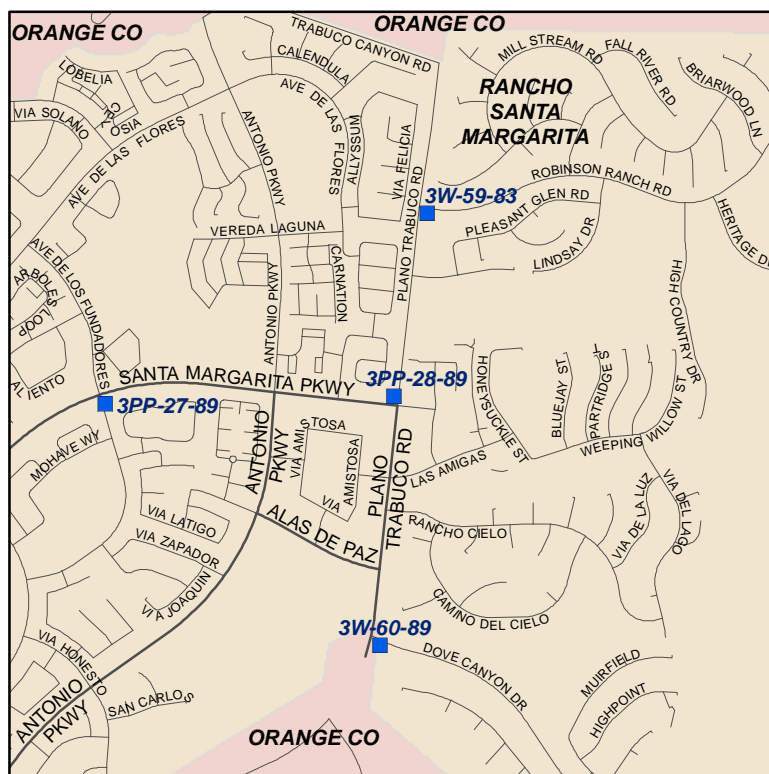 ORANGE CO
ORANGE CO
TRABUCO CANYON RD
MILL STREAM RD
FALL RIVER RD
BRIARWOOD LN
LOBELIA
CALENDULA
VIA SOLANO
AVE DE LAS FLORES
AVE DE LAS FLORES
ANTONIO PKWY
ALLYSSUM
VIA FELICIA
RANCHO
SANTA
MARGARITA
ROBINSON RANCH RD
3W-59-83
PLEASANT GLEN RD
LINDSAY DR
HERITAGE DR
PLANO TRABUCO RD
VEREDA LAGUNA
CARNATION
AVE DE LOS FUNDADORES
ARBOLES LOOP
ALIENTO
ANTONIO PKWY
HIGH COUNTRY DR
SANTA MARGARITA PKWY
3PP-28-89
3PP-27-89
HONEYSUCKLE ST
BLUEJAY ST
PARTRIDGE ST
WEEPING WILLOW ST
MOHAVE WY
ANTONIO
PKWY
VIA AMISTOSA
VIA
AMISTOSA
PLANO
TRABUCO RD
LAS AMIGAS
VIA DEL LAGO
VIA DE LA LUZ
VIA LATIGO
VIA ZAPADOR
VIA JOAQUIN
ALAS DE PAZ
RANCHO CIELO
CAMINO DEL CIELO
3W-60-89
DOVE CANYON DR
VIA HONESTO
SAN CARLOS
MUIRFIELD
HIGHPOINT
ANTONIO
PKWY
ORANGE CO